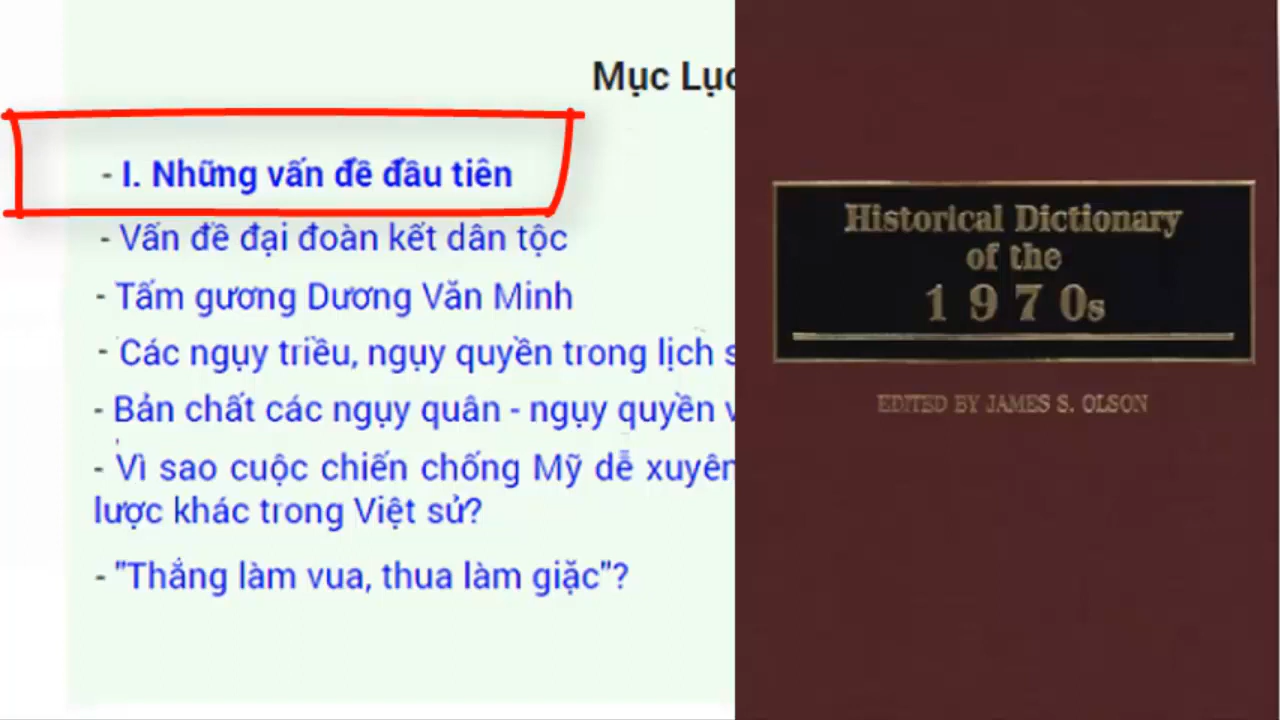 Mục Lục
- I. Những vấn đề đầu tiên
- Vấn đề đại đoàn kết dân tộc
- Tấm gương Dương Văn Minh
- Các ngụy triều, ngụy quyền trong lịch s
- Bản chất các ngụy quân - ngụy quyền v
- Vì sao cuộc chiến chống Mỹ dễ xuyên
lược khác trong Việt sử?
- "Thắng làm vua, thua làm giặc"?
Historical Dictionary
of the
1970s
EDITED BY JAMES S. OLSON